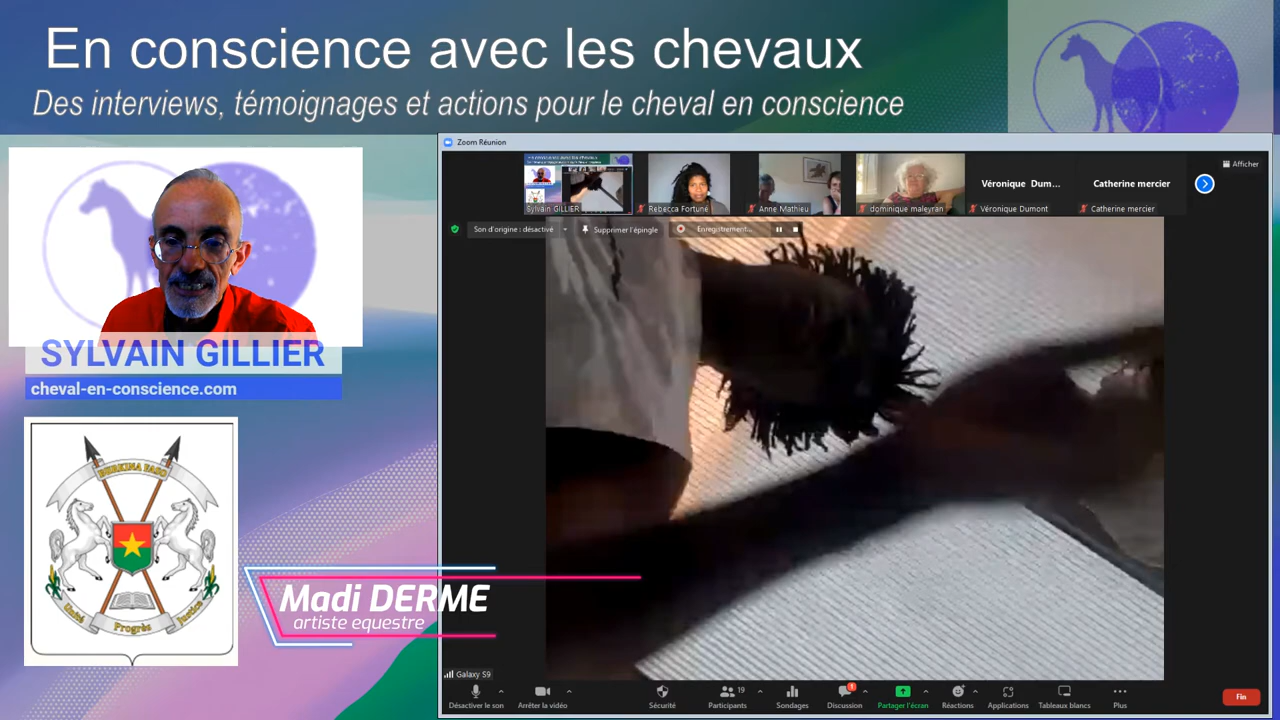 En conscience avec les chevaux
Des interviews, témoignages et actions pour le cheval en conscience
Zoom Réunion
Afficher
Véronique Dum...
Catherine mercier
Sylvain GILLIER
Rebecca Fortuné
Anne Mathieu
dominique maleyran
Véronique Dumont
Catherine mercier
Son d'origine : désactivé
Supprimer l'épingle
Enregistrement...
SYLVAIN GILLIER
cheval-en-conscience.com
BURKINA FASO
Unité Progrès Justice
Madi DERME
artiste equestre
Galaxy S9
19
1
Désactiver le son
Arrêter la vidéo
Sécurité
Participants
Sondages
Discussion
Partager l'écran
Réactions
Applications
Tableaux blancs
Plus
Fin